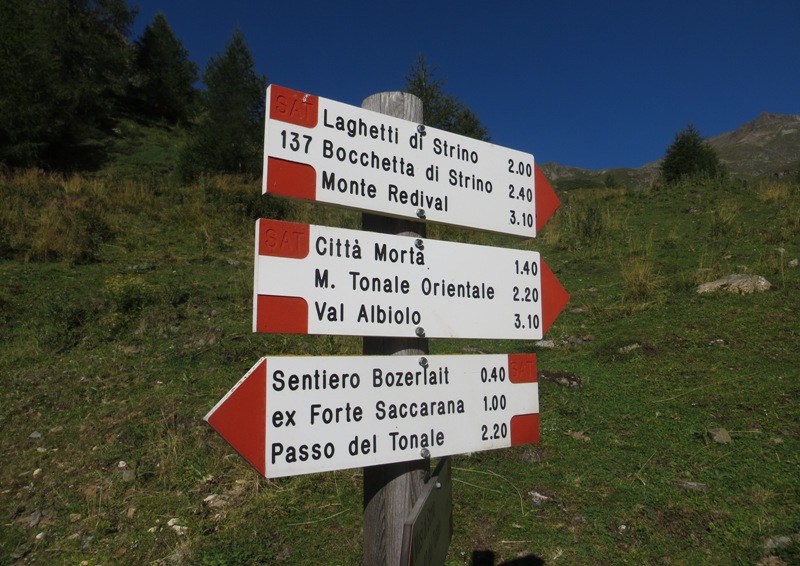 SAT
Laghetti di Strino 2.00
137 Bocchetta di Strino 2.40
Monte Redival 3.10
SAT
Città Morta 1.40
M. Tonale Orientale 2.20
Val Albiolo 3.10
Sentiero Bozerlait 0.40 SAT
ex Forte Saccarana 1.00
Passo del Tonale 2.20